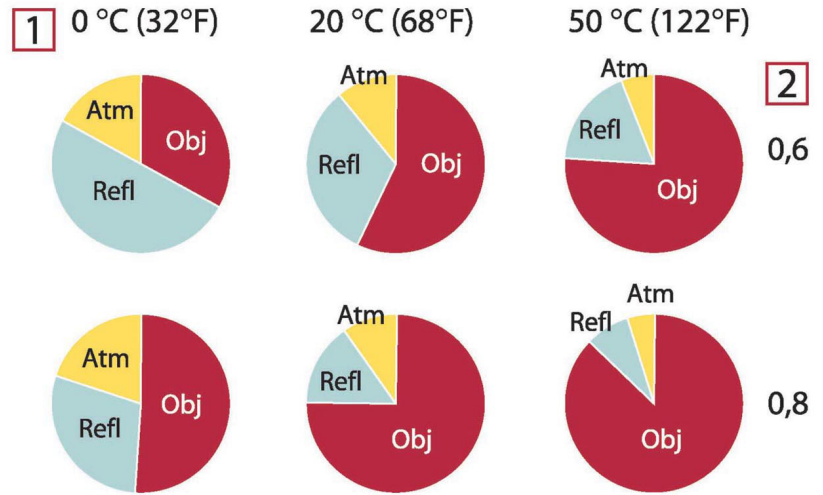 1 0 °C (32°F) 20 °C (68°F) 50 °C (122°F)
2
Atm Obj Refl
Atm Refl Obj
Atm Refl Obj
0,6
Atm Obj Refl
Atm Refl Obj
Atm Refl Obj
0,8